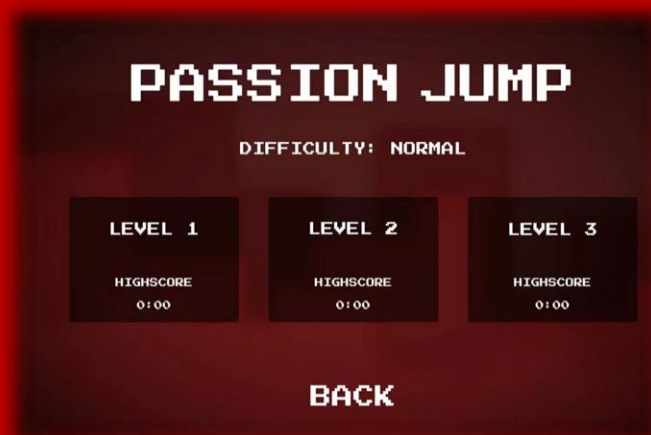 PASSION JUMP
DIFFICULTY: NORMAL
LEVEL 1
HIGHSCORE
0:00
LEVEL 2
HIGHSCORE
0:00
LEVEL 3
HIGHSCORE
0:00
BACK